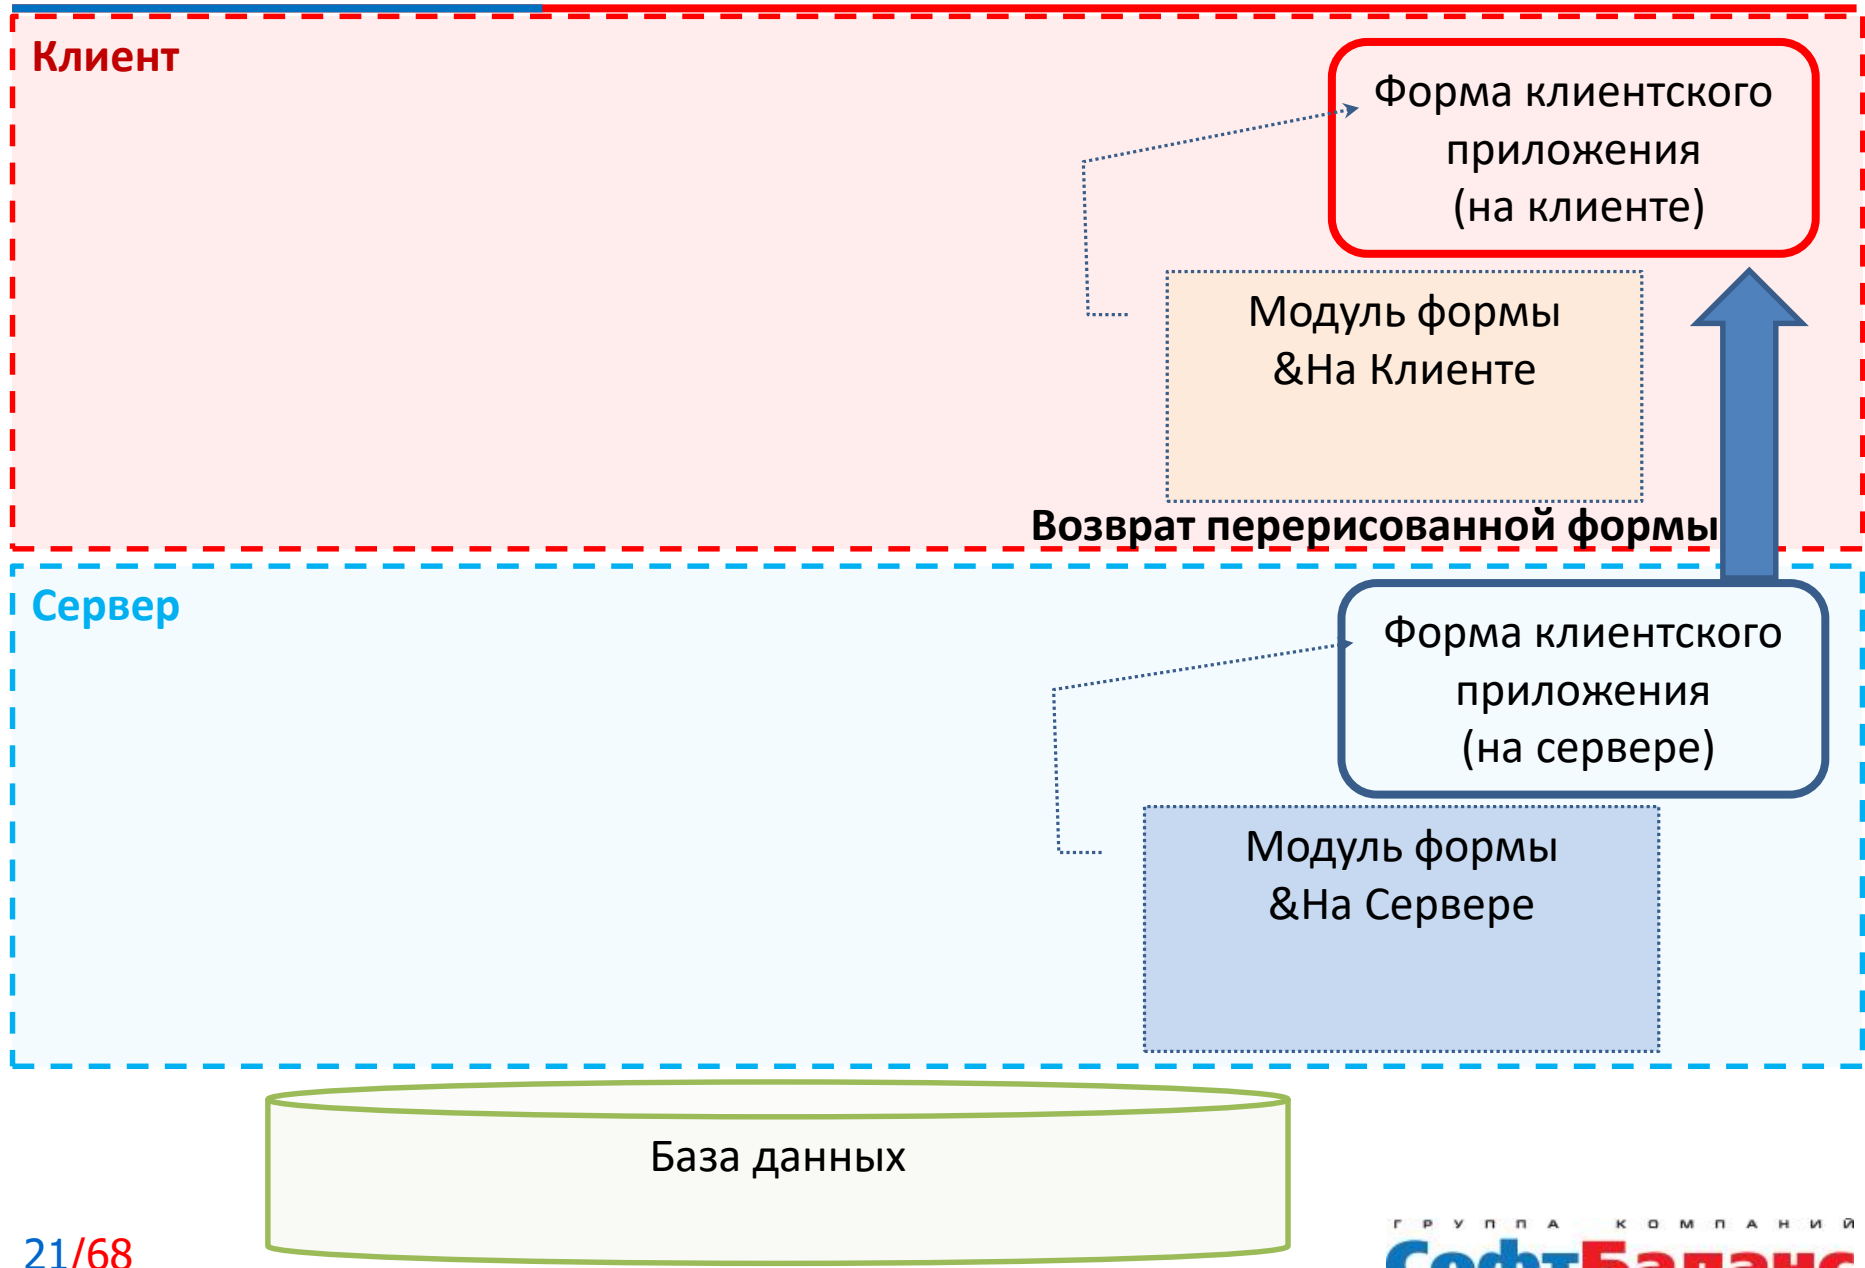 Клиент
Форма клиентского
приложения
(на клиенте)
Модуль формы
&На Клиенте
Возврат перерисованной формы
Сервер
Форма клиентского
приложения
(на сервере)
Модуль формы
&На Сервере
База данных
21/68
ГРУППА КОМПАНИЙ
СофтБаланс